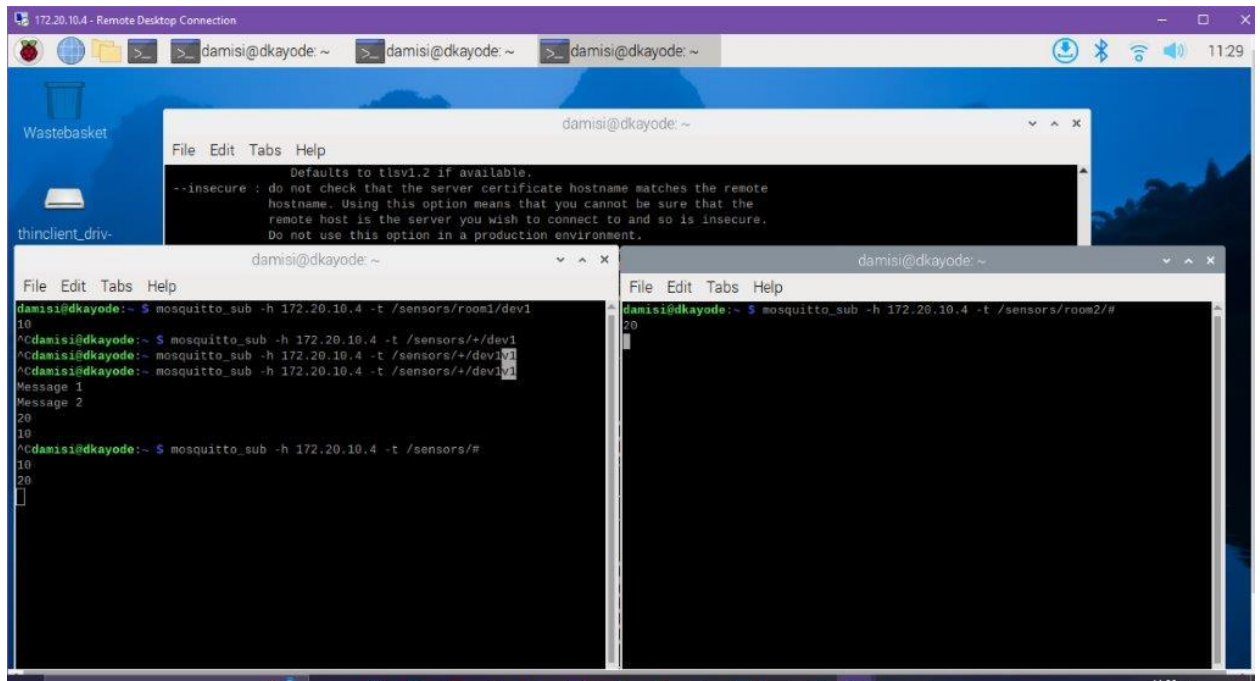 172.20.10.4 - Remote Desktop Connection
damisi@dkayode: ~ damisi@dkayode: ~ damisi@dkayode: ~ 11:29
Wastebasket
thinclient_driv-
damisi@dkayode: ~
File Edit Tabs Help
Defaults to tlsv1.2 if available.
--insecure : do not check that the server certificate hostname matches the remote
hostname. Using this option means that you cannot be sure that the
remote host is the server you wish to connect to and so is insecure.
Do not use this option in a production environment.
damisi@dkayode: ~
File Edit Tabs Help
damisi@dkayode:~ $ mosquitto_sub -h 172.20.10.4 -t /sensors/room1/dev1
10
^Cdamisi@dkayode:~ $ mosquitto_sub -h 172.20.10.4 -t /sensors/+/dev1
^Cdamisi@dkayode:~ mosquitto_sub -h 172.20.10.4 -t /sensors/+/dev1v1
^Cdamisi@dkayode:~ mosquitto_sub -h 172.20.10.4 -t /sensors/+/dev1v1
Message 1
Message 2
20
10
^Cdamisi@dkayode:~ $ mosquitto_sub -h 172.20.10.4 -t /sensors/#
10
20
damisi@dkayode: ~
File Edit Tabs Help
damisi@dkayode:~ $ mosquitto_sub -h 172.20.10.4 -t /sensors/room2/#
20